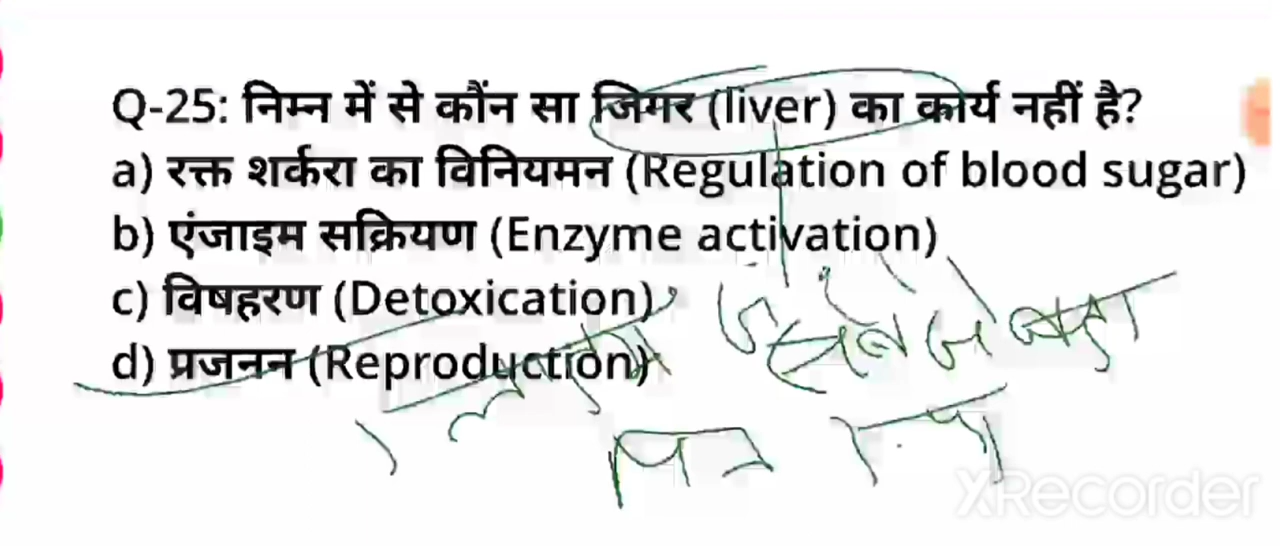 Q-25: निम्न में से कौंन सा जिगर (liver) का कार्य नहीं है?
a) रक्त शर्करा का विनियमन (Regulation of blood sugar)
b) एंजाइम सक्रियण (Enzyme activation)
c) विषहरण (Detoxication)
d) प्रजनन (Reproduction)
XRecorder